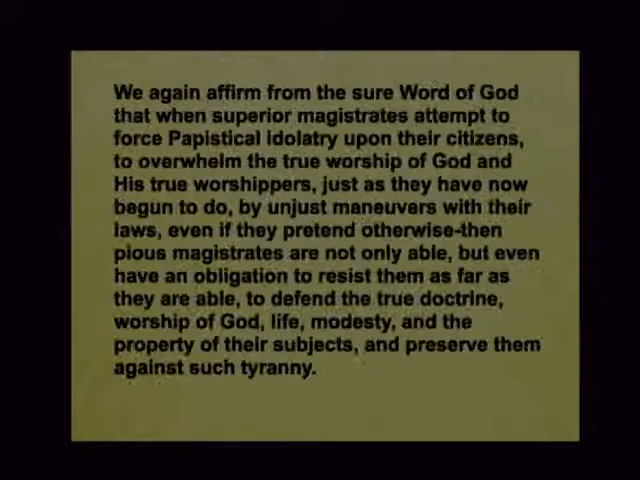 We again affirm from the sure Word of God
that when superior magistrates attempt to
force Papistical idolatry upon their citizens,
to overwhelm the true worship of God and
His true worshippers, just as they have now
begun to do, by unjust maneuvers with their
laws, even if they pretend otherwise-then
pious magistrates are not only able, but even
have an obligation to resist them as far as
they are able, to defend the true doctrine,
worship of God, life, modesty, and the
property of their subjects, and preserve them
against such tyranny.